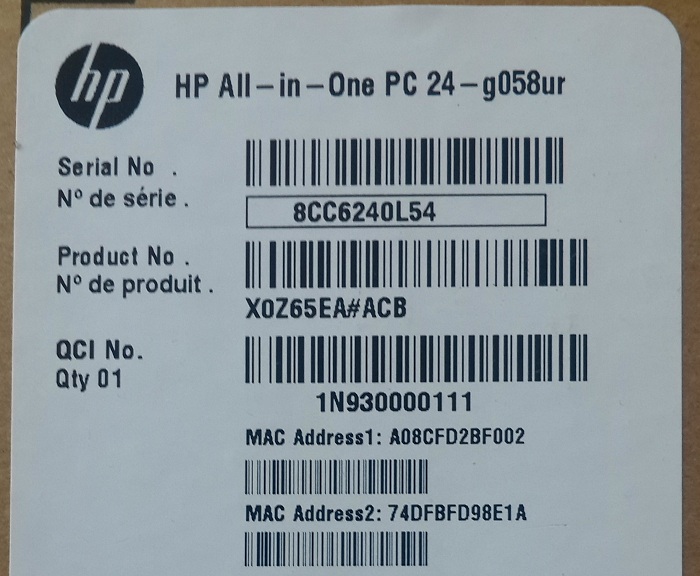 hp HP All-in-One PC 24-g058ur
Serial No .
N° de série .
8CC6240L54
Product No .
N° de produit .
X0Z65EA#ACB
QCI No.
Qty 01
1N930000111
MAC Address1: A08CFD2BF002
MAC Address2: 74DFBFD98E1A